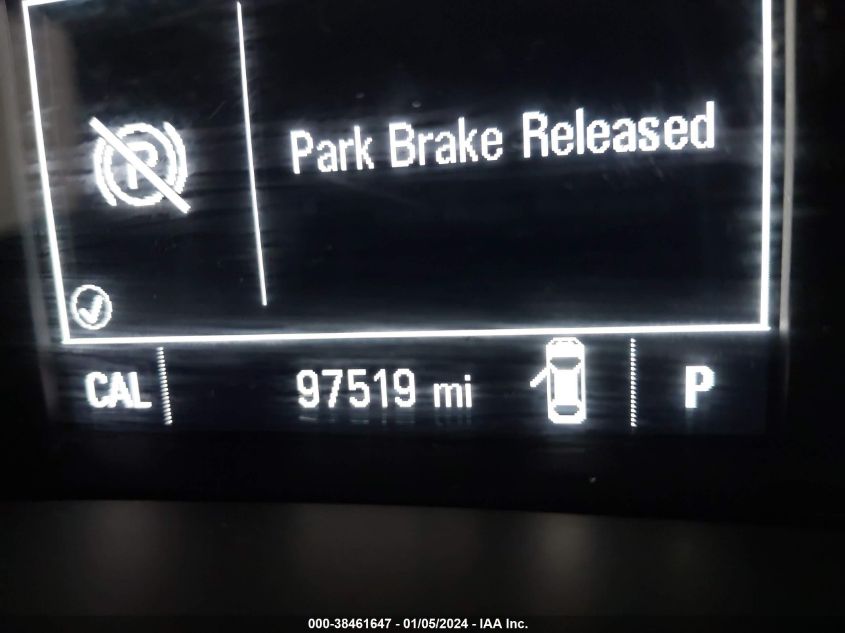 P
Park Brake Released
CAL 97519 mi P
000-38461647 - 01/05/2024 - IAA Inc.